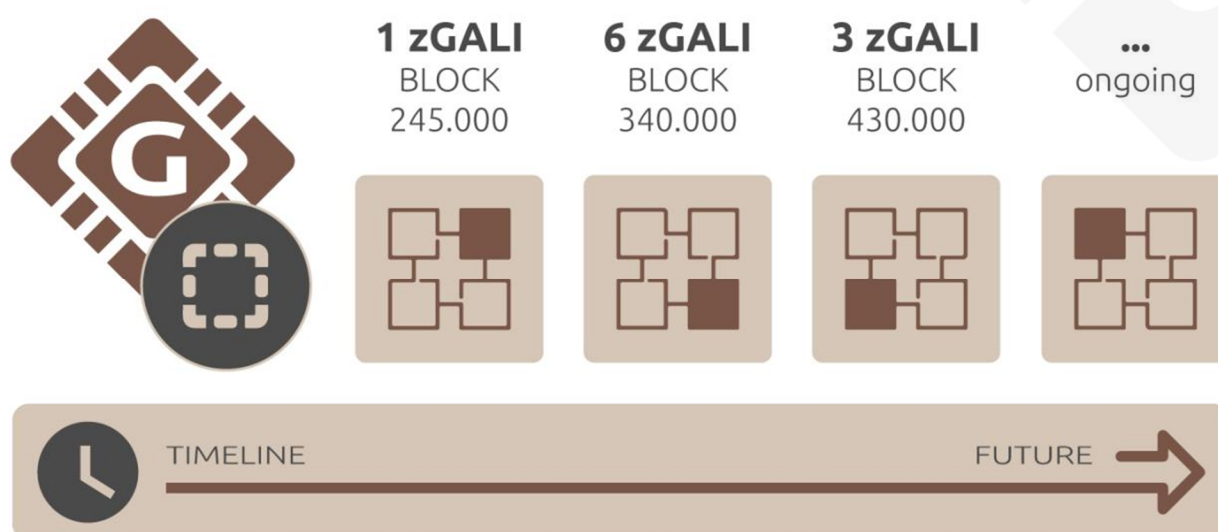 G
1 zGALI
BLOCK
245.000
6 zGALI
BLOCK
340.000
3 zGALI
BLOCK
430.000
...
ongoing
TIMELINE
FUTURE